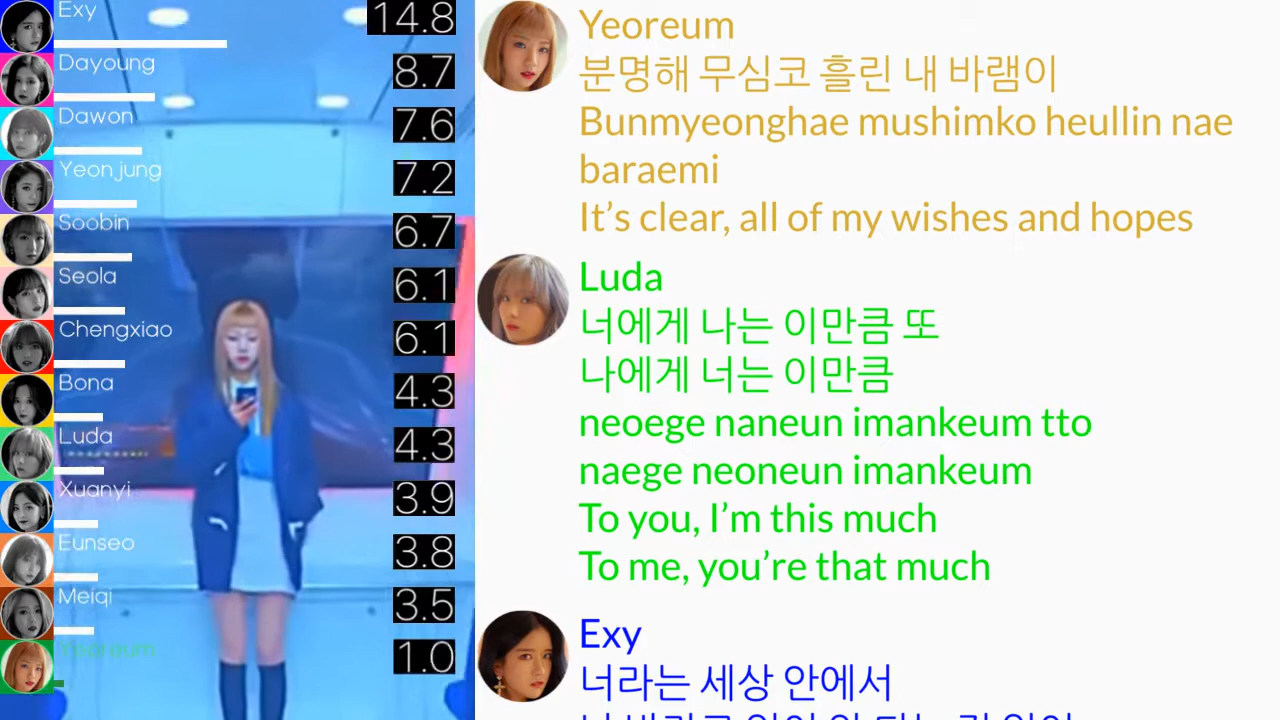 Exy
14.8
Dayoung
8.7
Dawon
7.6
Yeonjung
7.2
Soobin
6.7
Seola
6.1
Chengxiao
6.1
Bona
4.3
Luda
4.3
Xuanyi
3.9
Eunseo
3.8
Meiqi
3.5
Yeoreum
1.0
Yeoreum
분명해 무심코 흘린 내 바램이
Bunmyeonghae mushimko heullin nae
baraemi
It's clear, all of my wishes and hopes
Luda
너에게 나는 이만큼 또
나에게 너는 이만큼
neoege naneun imankeum tto
naege neoneun imankeum
To you, I'm this much
To me, you're that much
Exy
너라는 세상 안에서